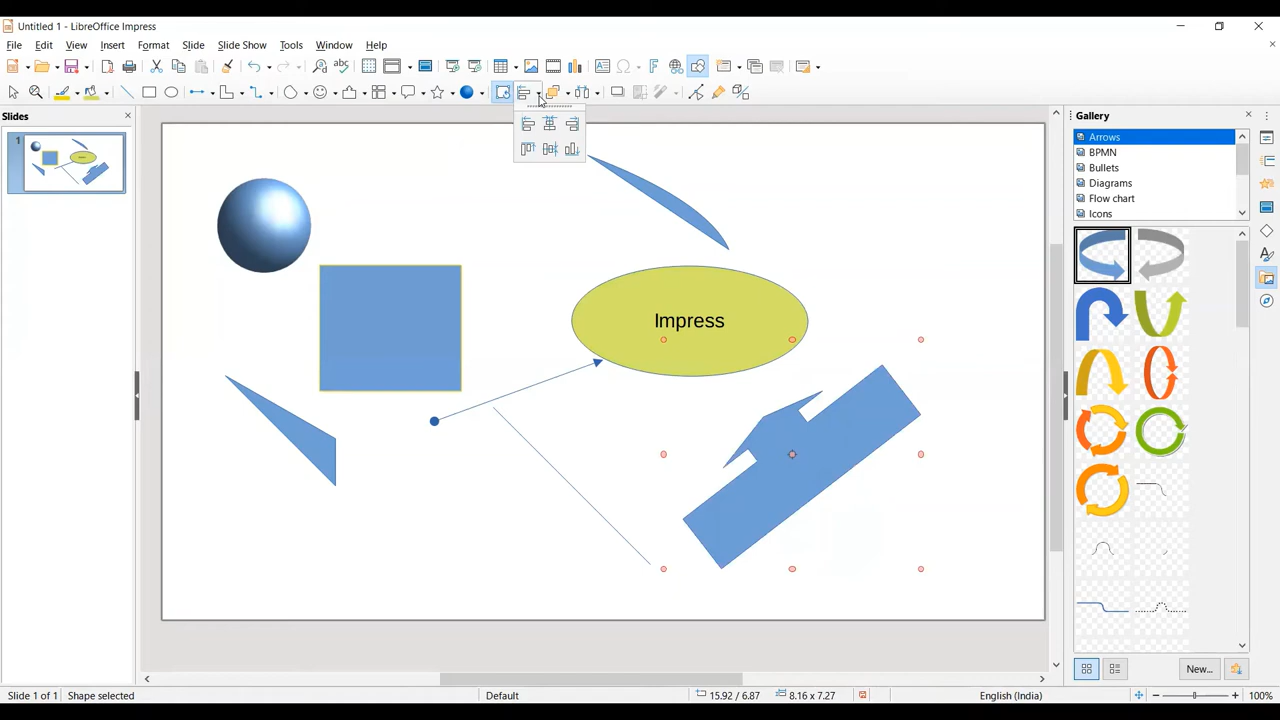 Untitled 1 - LibreOffice Impress
File Edit View Insert Format Slide Slide Show Tools Window Help
Slides
1
Impress
Gallery
Arrows
BPMN
Bullets
Diagrams
Flow chart
Icons
New...
Slide 1 of 1 Shape selected Default 15.92 / 6.87 8.16 x 7.27 English (India) 100%